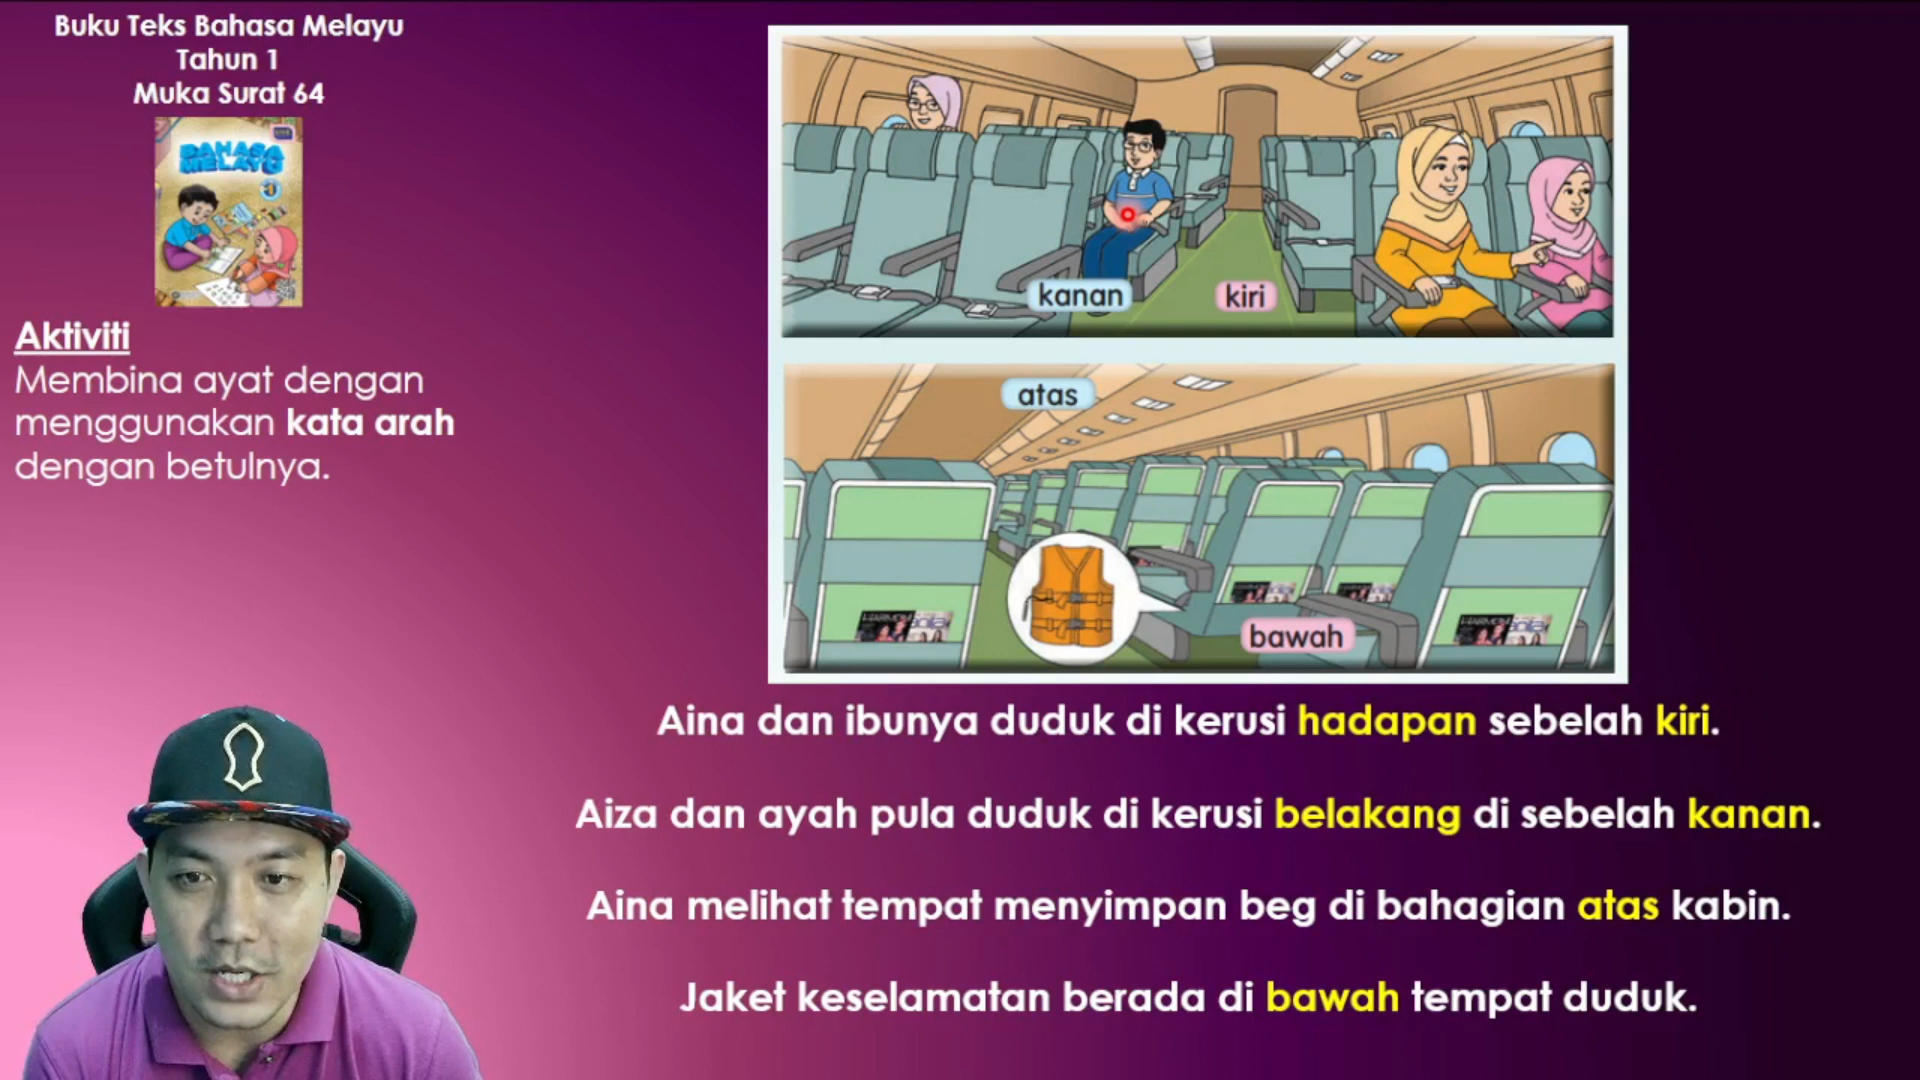 Buku Teks Bahasa Melayu
Tahun 1
Muka Surat 64
BAHASA
MELAYU
Aktiviti
Membina ayat dengan
menggunakan kata arah
dengan betulnya.
kanan
kiri
atas
bawah
Aina dan ibunya duduk di kerusi hadapan sebelah kiri.
Aiza dan ayah pula duduk di kerusi belakang di sebelah kanan.
Aina melihat tempat menyimpan beg di bahagian atas kabin.
Jaket keselamatan berada di bawah tempat duduk.